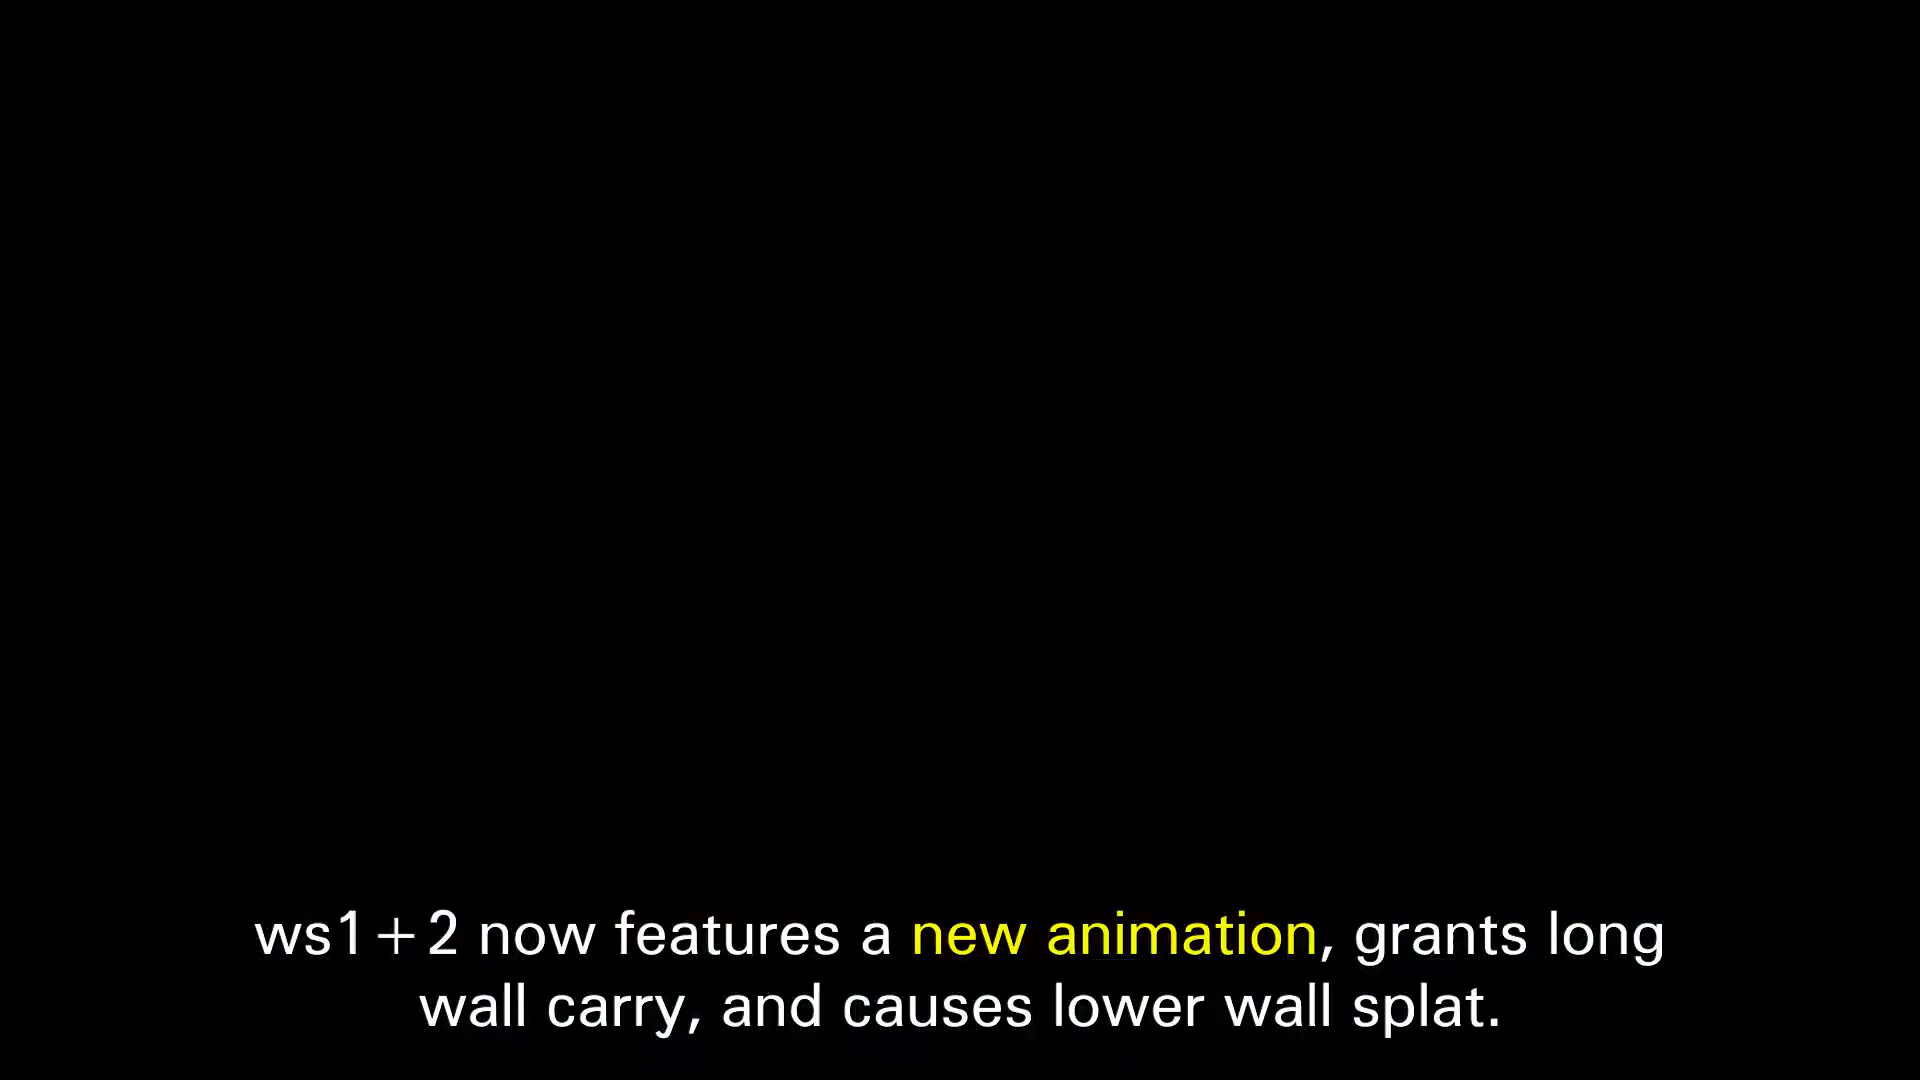 ws1+2 now features a new animation, grants long
wall carry, and causes lower wall splat.